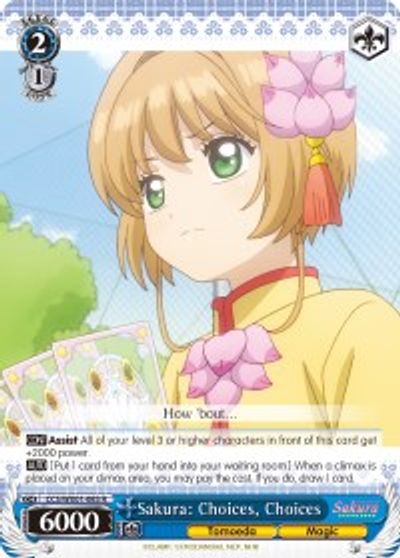 2
1
How 'bout...
Assist All of your level 3 or higher characters in front of this card get
+2000 power.
AUTO [Put 1 card from your hand into your waiting room] When a climax is
placed on your climax area, you may pay the cost. If you do, draw 1 card.
6000
Sakura: Choices, Choices
Sakura
Tomoeda
Magic